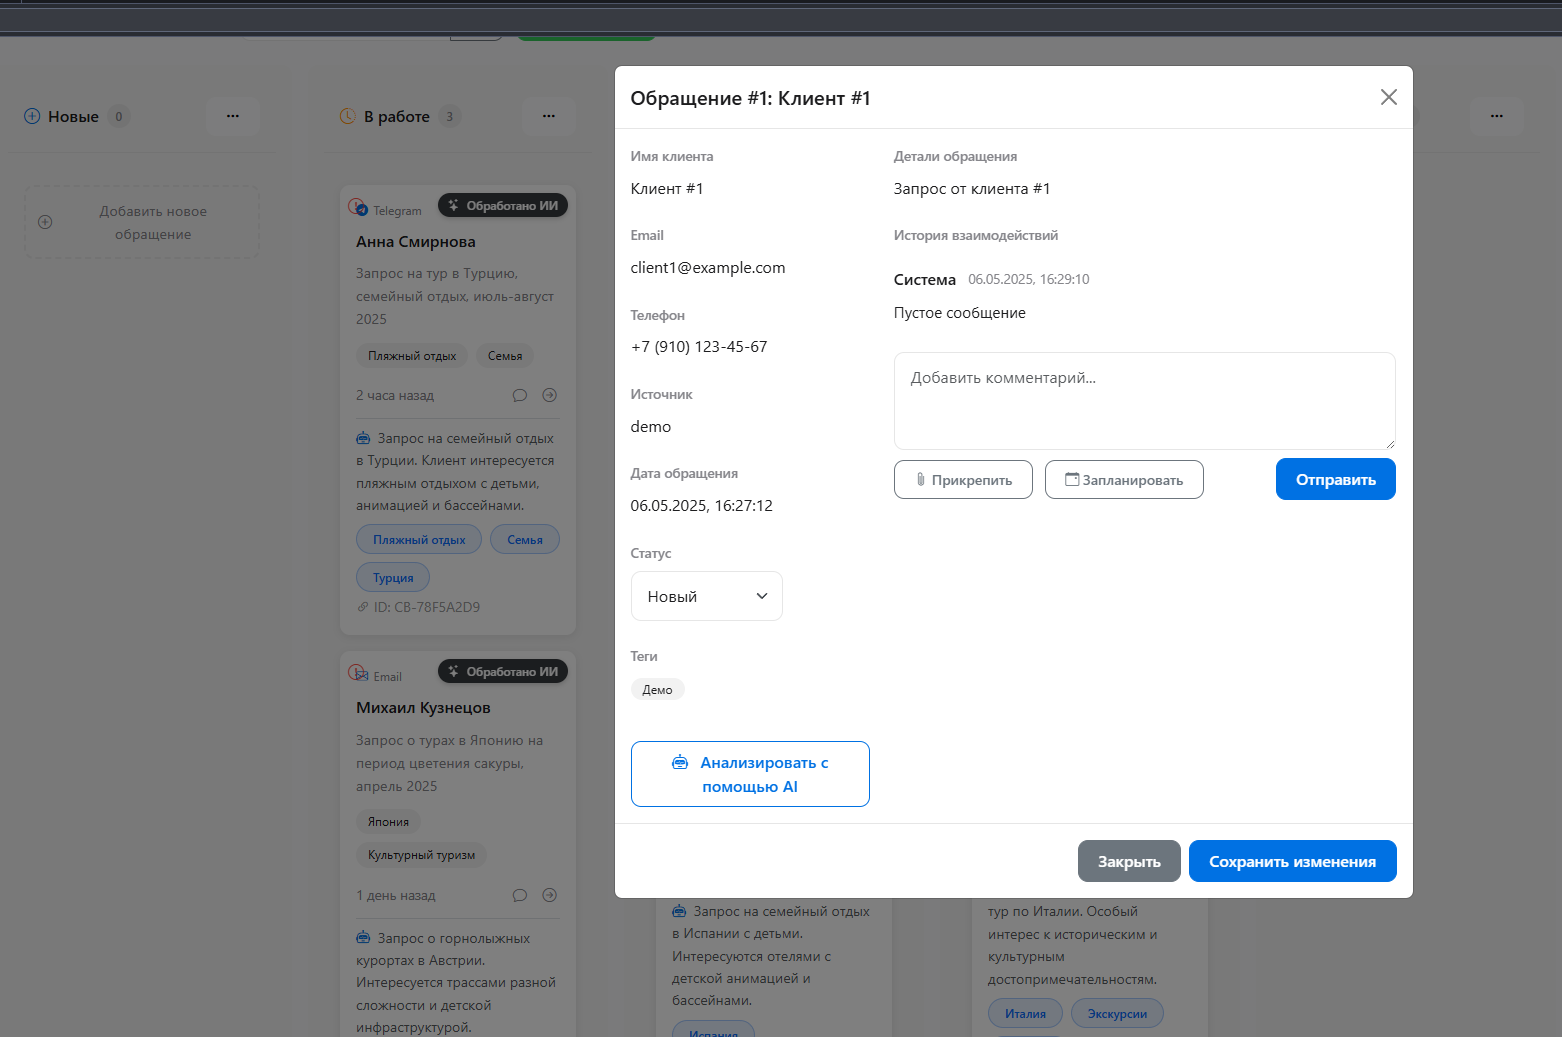 Новые 0 ...
Добавить новое
обращение
В работе 3 ...
Telegram Обработано ИИ
Анна Смирнова
Запрос на тур в Турцию,
семейный отдых, июль-август
2025
Пляжный отдых Семья
2 часа назад
Запрос на семейный отдых
в Турции. Клиент интересуется
пляжным отдыхом с детьми,
анимацией и бассейнами.
Пляжный отдых Семья
Турция
ID: CB-78F5A2D9
Email Обработано ИИ
Михаил Кузнецов
Запрос о турах в Японию на
период цветения сакуры,
апрель 2025
Япония
Культурный туризм
1 день назад
Запрос о горнолыжных
курортах в Австрии.
Интересуется трассами разной
сложности и детской
инфраструктурой.
Обращение #1: Клиент #1
Имя клиента
Клиент #1
Email
client1@example.com
Телефон
+7 (910) 123-45-67
Источник
demo
Дата обращения
06.05.2025, 16:27:12
Статус
Новый
Теги
Демо
Анализировать с
помощью AI
Детали обращения
Запрос от клиента #1
История взаимодействий
Система 06.05.2025, 16:29:10
Пустое сообщение
Добавить комментарий...
Прикрепить Запланировать Отправить
Закрыть Сохранить изменения
Запрос на семейный отдых
в Испании с детьми.
Интересуются отелями с
детской анимацией и
бассейнами.
Испания
тур по Италии. Особый
интерес к историческим и
культурным
достопримечательностям.
Италия Экскурсии
...